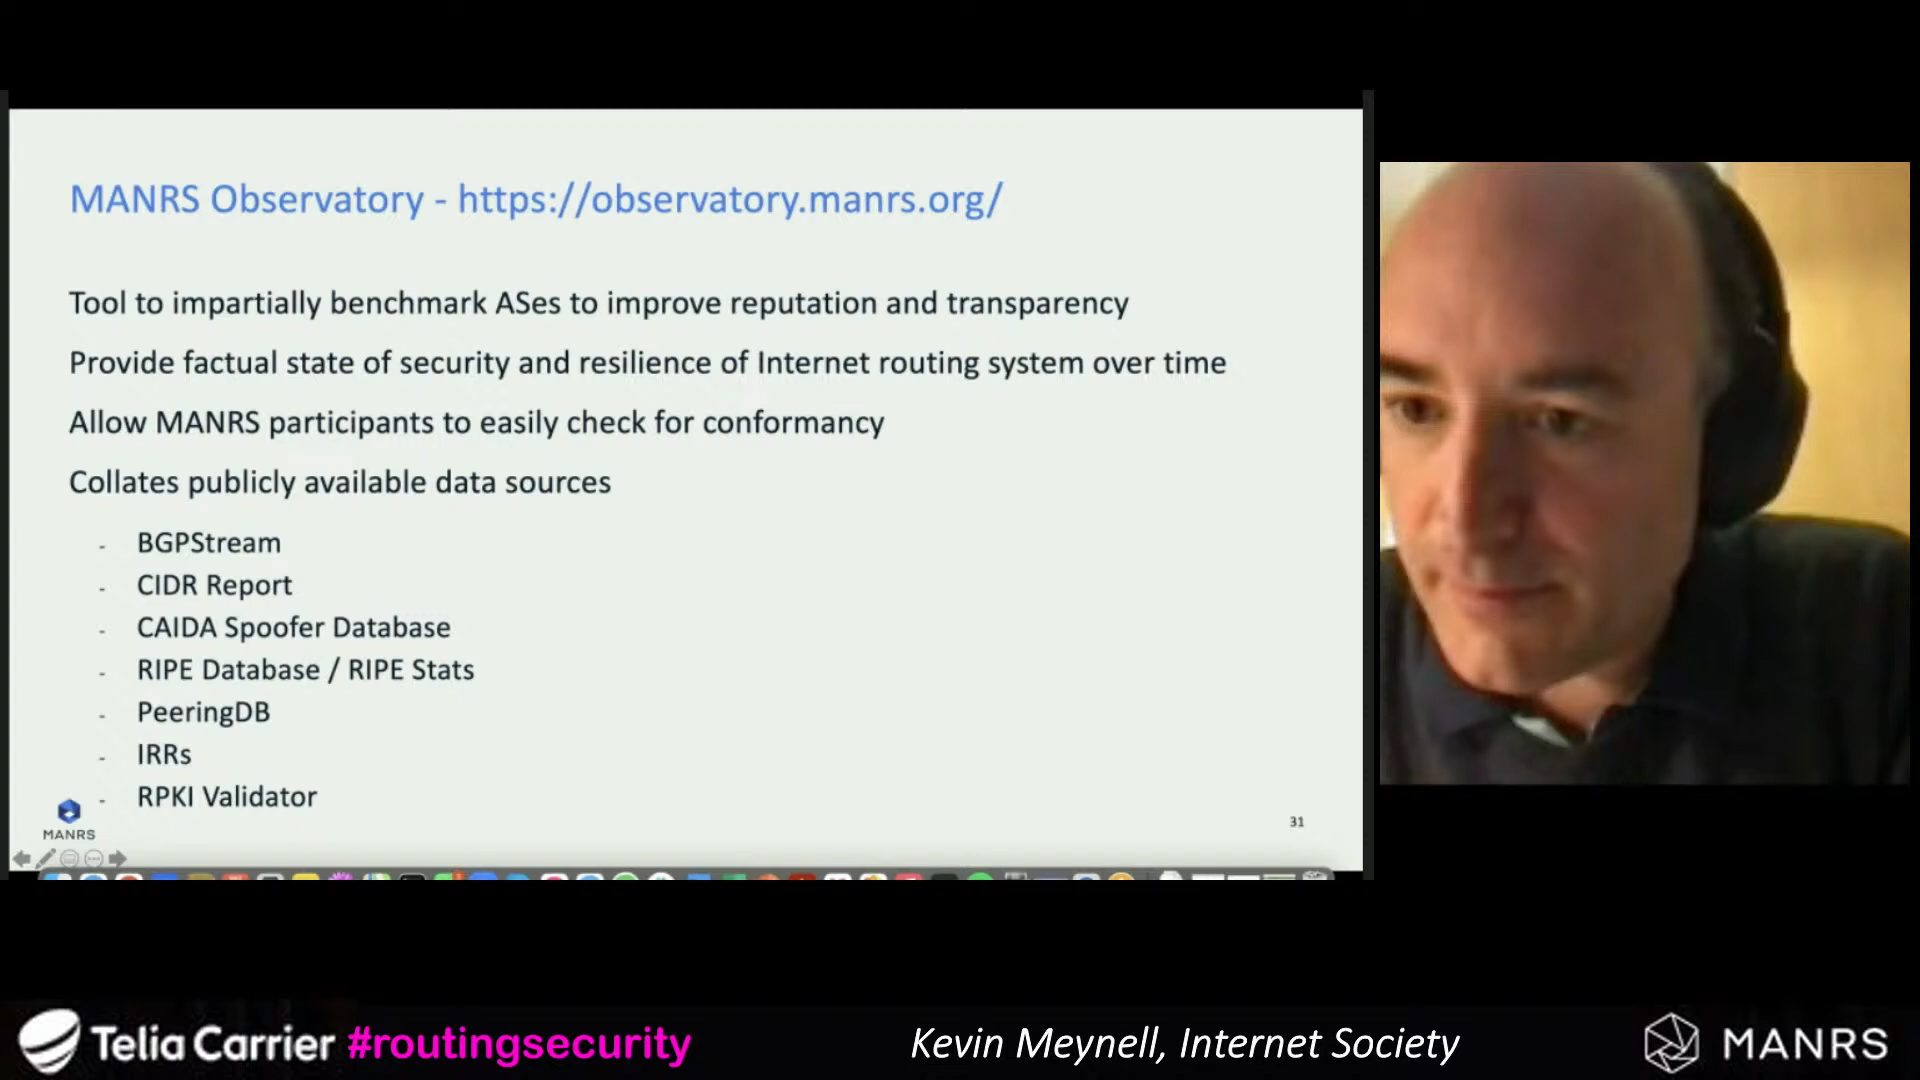 MANRS Observatory - https://observatory.manrs.org/
Tool to impartially benchmark ASes to improve reputation and transparency
Provide factual state of security and resilience of Internet routing system over time
Allow MANRS participants to easily check for conformancy
Collates publicly available data sources
- BGPStream
- CIDR Report
- CAIDA Spoofer Database
- RIPE Database / RIPE Stats
- PeeringDB
- IRRs
- RPKI Validator
MANRS
31
Telia Carrier #routingsecurity
Kevin Meynell, Internet Society
MANRS